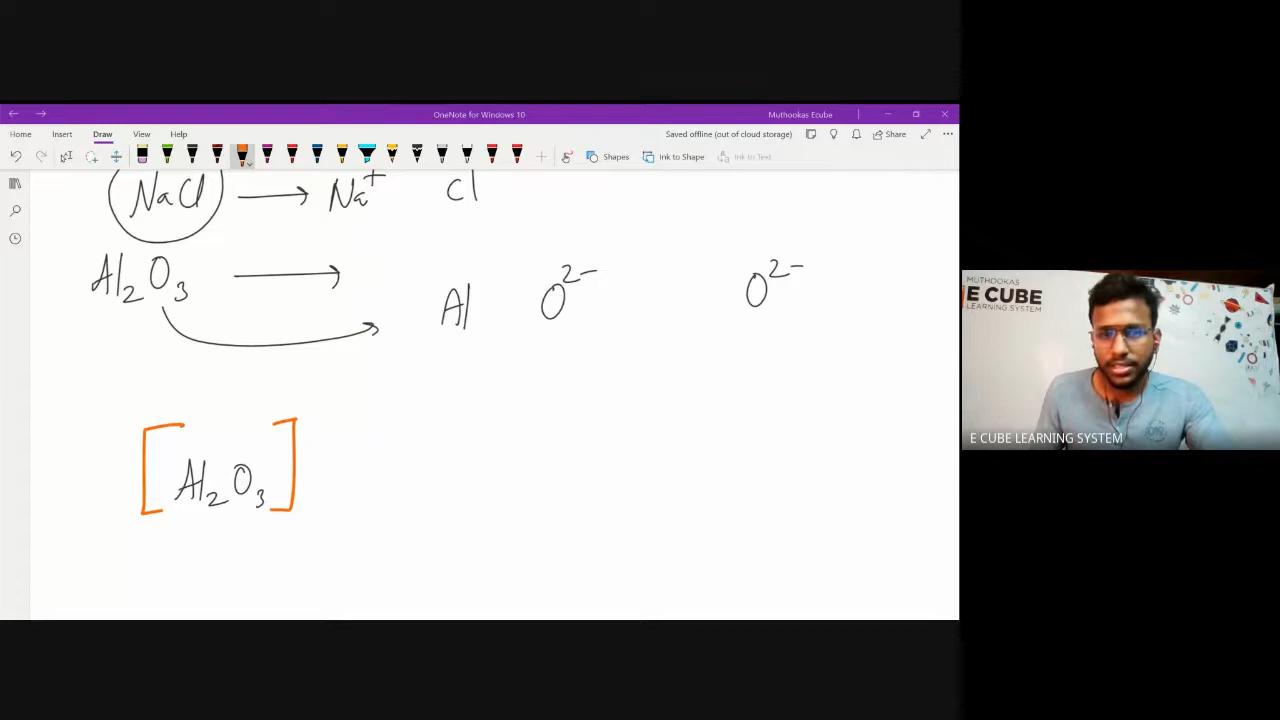 OneNote for Windows 10
Muthookas Ecube
Home Insert Draw View Help
Saved offline (out of cloud storage)
Share
Shapes
Ink to Shape
Ink to Text
NaCl → Na⁺ Cl
Al₂O₃ → Al O²⁻ O²⁻
[Al₂O₃]
MUTHOOKAS
E CUBE
LEARNING SYSTEM
E CUBE LEARNING SYSTEM